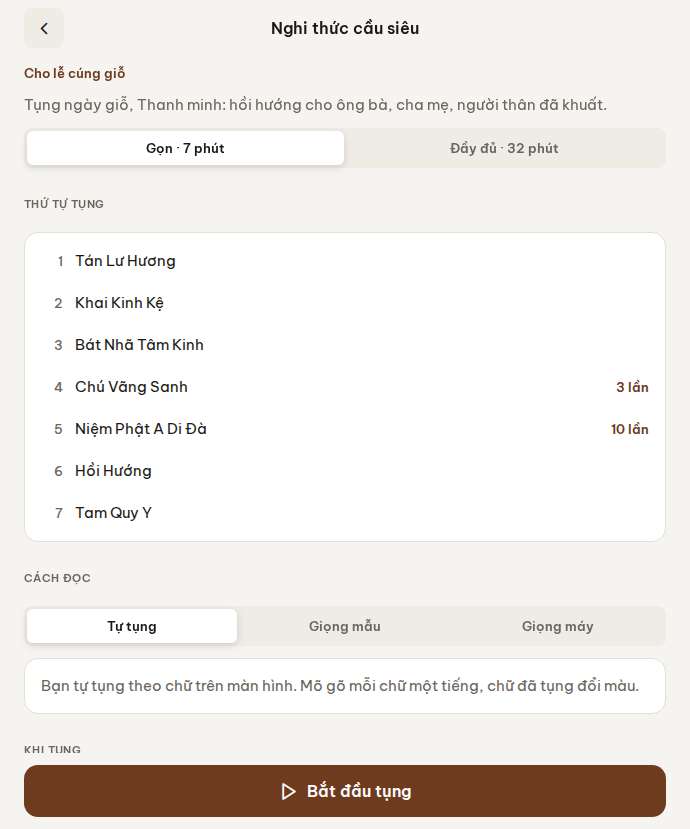 Nghi thức cầu siêu
Cho lễ cúng giỗ
Tụng ngày giỗ, Thanh minh: hồi hướng cho ông bà, cha mẹ, người thân đã khuất.
Gọn · 7 phút
Đầy đủ · 32 phút
THỨ TỰ TỤNG
1 Tán Lư Hương
2 Khai Kinh Kệ
3 Bát Nhã Tâm Kinh
4 Chú Vãng Sanh 3 lần
5 Niệm Phật A Di Đà 10 lần
6 Hồi Hướng
7 Tam Quy Y
CÁCH ĐỌC
Tự tụng
Giọng mẫu
Giọng máy
Bạn tự tụng theo chữ trên màn hình. Mõ gõ mỗi chữ một tiếng, chữ đã tụng đổi màu.
KHI TỤNG
Bắt đầu tụng